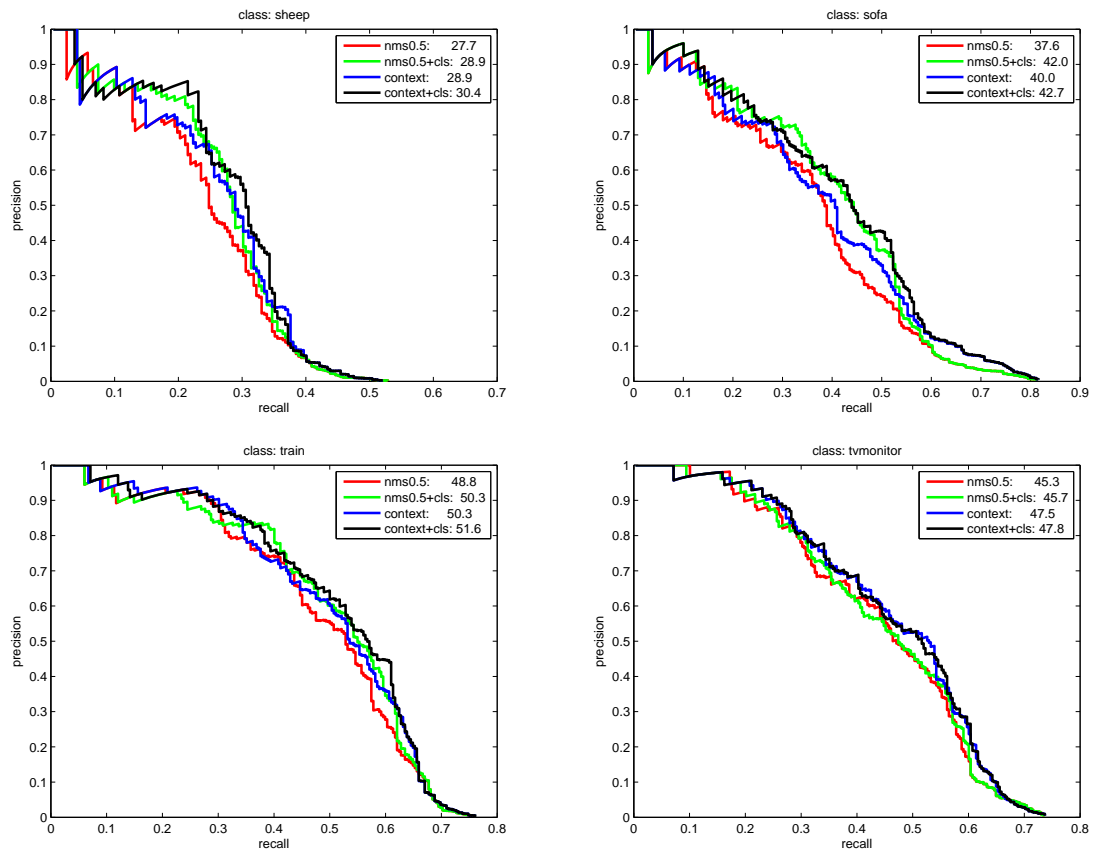 class: sheep
nms0.5: 27.7
nms0.5+cls: 28.9
context: 28.9
context+cls: 30.4
1
0.9
0.8
0.7
0.6
0.5
0.4
0.3
0.2
0.1
0
precision
0 0.1 0.2 0.3 0.4 0.5 0.6 0.7
recall
class: sofa
nms0.5: 37.6
nms0.5+cls: 42.0
context: 40.0
context+cls: 42.7
1
0.9
0.8
0.7
0.6
0.5
0.4
0.3
0.2
0.1
0
precision
0 0.1 0.2 0.3 0.4 0.5 0.6 0.7 0.8 0.9
recall
class: train
nms0.5: 48.8
nms0.5+cls: 50.3
context: 50.3
context+cls: 51.6
1
0.9
0.8
0.7
0.6
0.5
0.4
0.3
0.2
0.1
0
precision
0 0.1 0.2 0.3 0.4 0.5 0.6 0.7 0.8
recall
class: tvmonitor
nms0.5: 45.3
nms0.5+cls: 45.7
context: 47.5
context+cls: 47.8
1
0.9
0.8
0.7
0.6
0.5
0.4
0.3
0.2
0.1
0
precision
0 0.1 0.2 0.3 0.4 0.5 0.6 0.7 0.8
recall